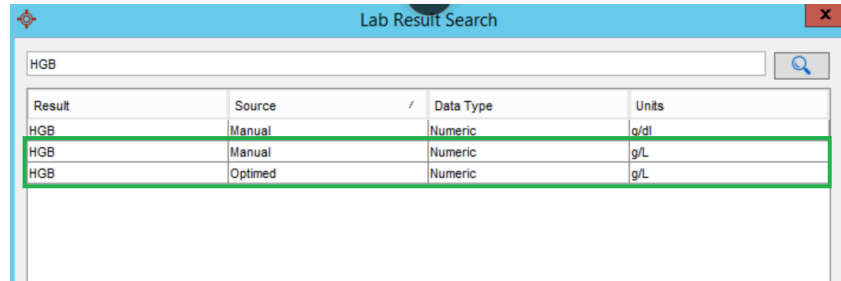 Lab Result Search
x
HGB
Result Source / Data Type Units
HGB Manual Numeric g/dl
HGB Manual Numeric g/L
HGB Optimed Numeric g/L